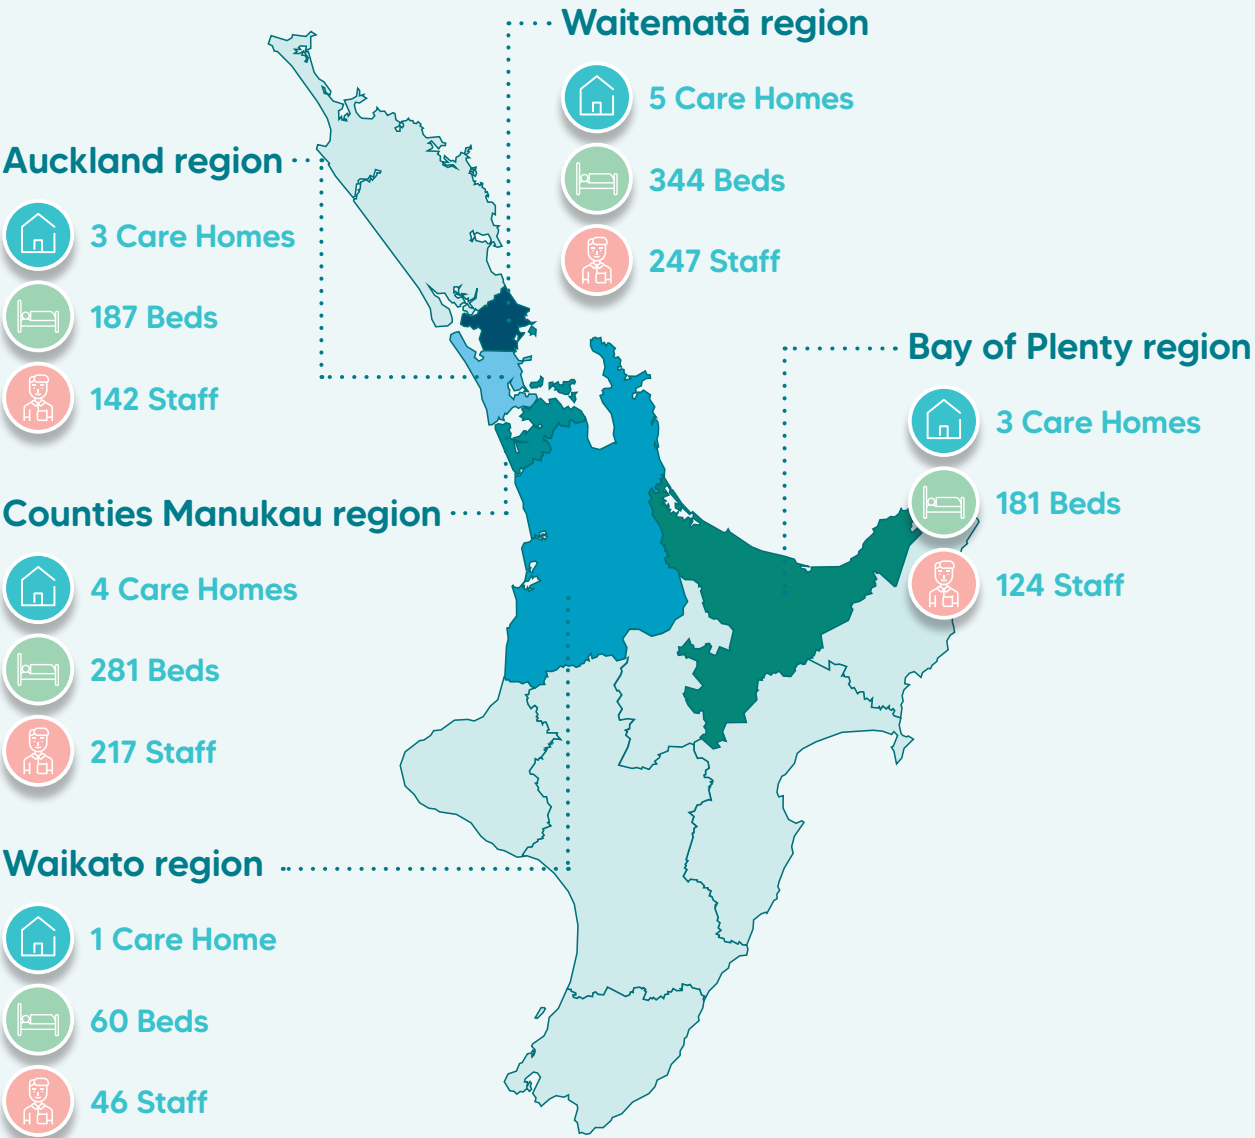 Waitematā region
5 Care Homes
344 Beds
247 Staff
Auckland region
3 Care Homes
187 Beds
142 Staff
Bay of Plenty region
3 Care Homes
181 Beds
124 Staff
Counties Manukau region
4 Care Homes
281 Beds
217 Staff
Waikato region
1 Care Home
60 Beds
46 Staff